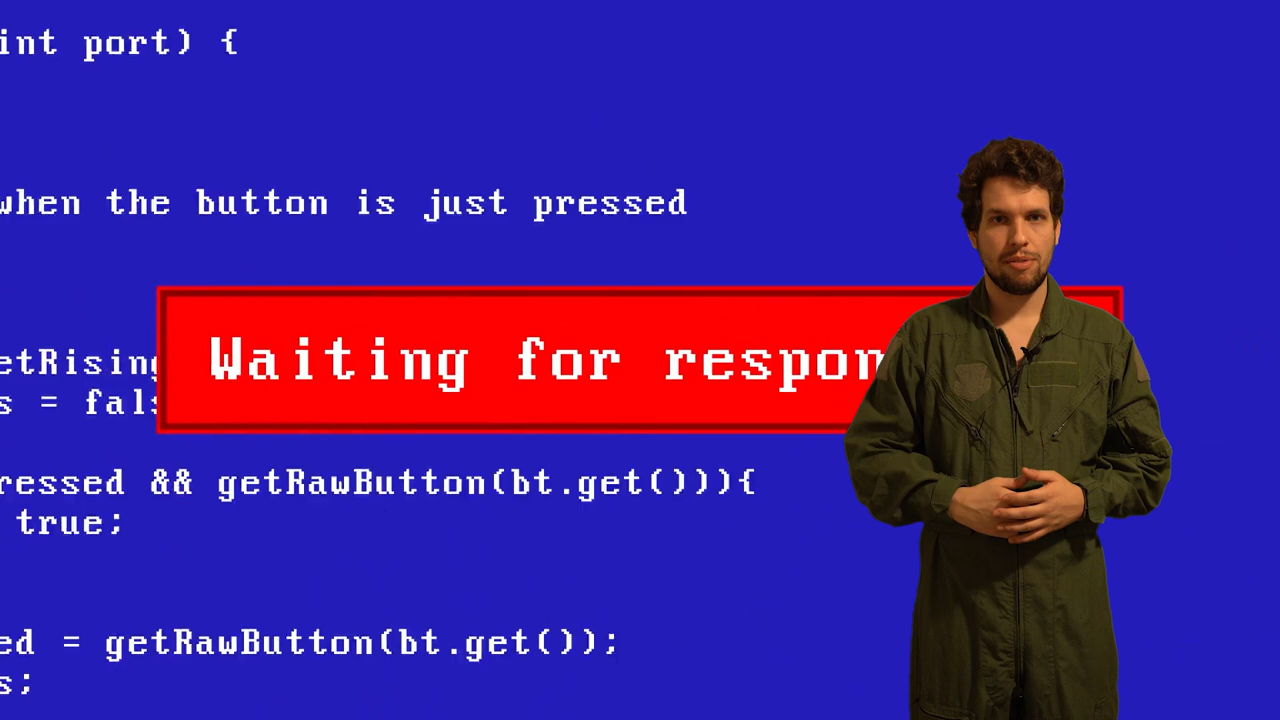 int port) {
when the button is just pressed
etRising
Waiting for respon
s = fal
ressed && getRawButton(bt.get())){
true;
ed = getRawButton(bt.get());
s;